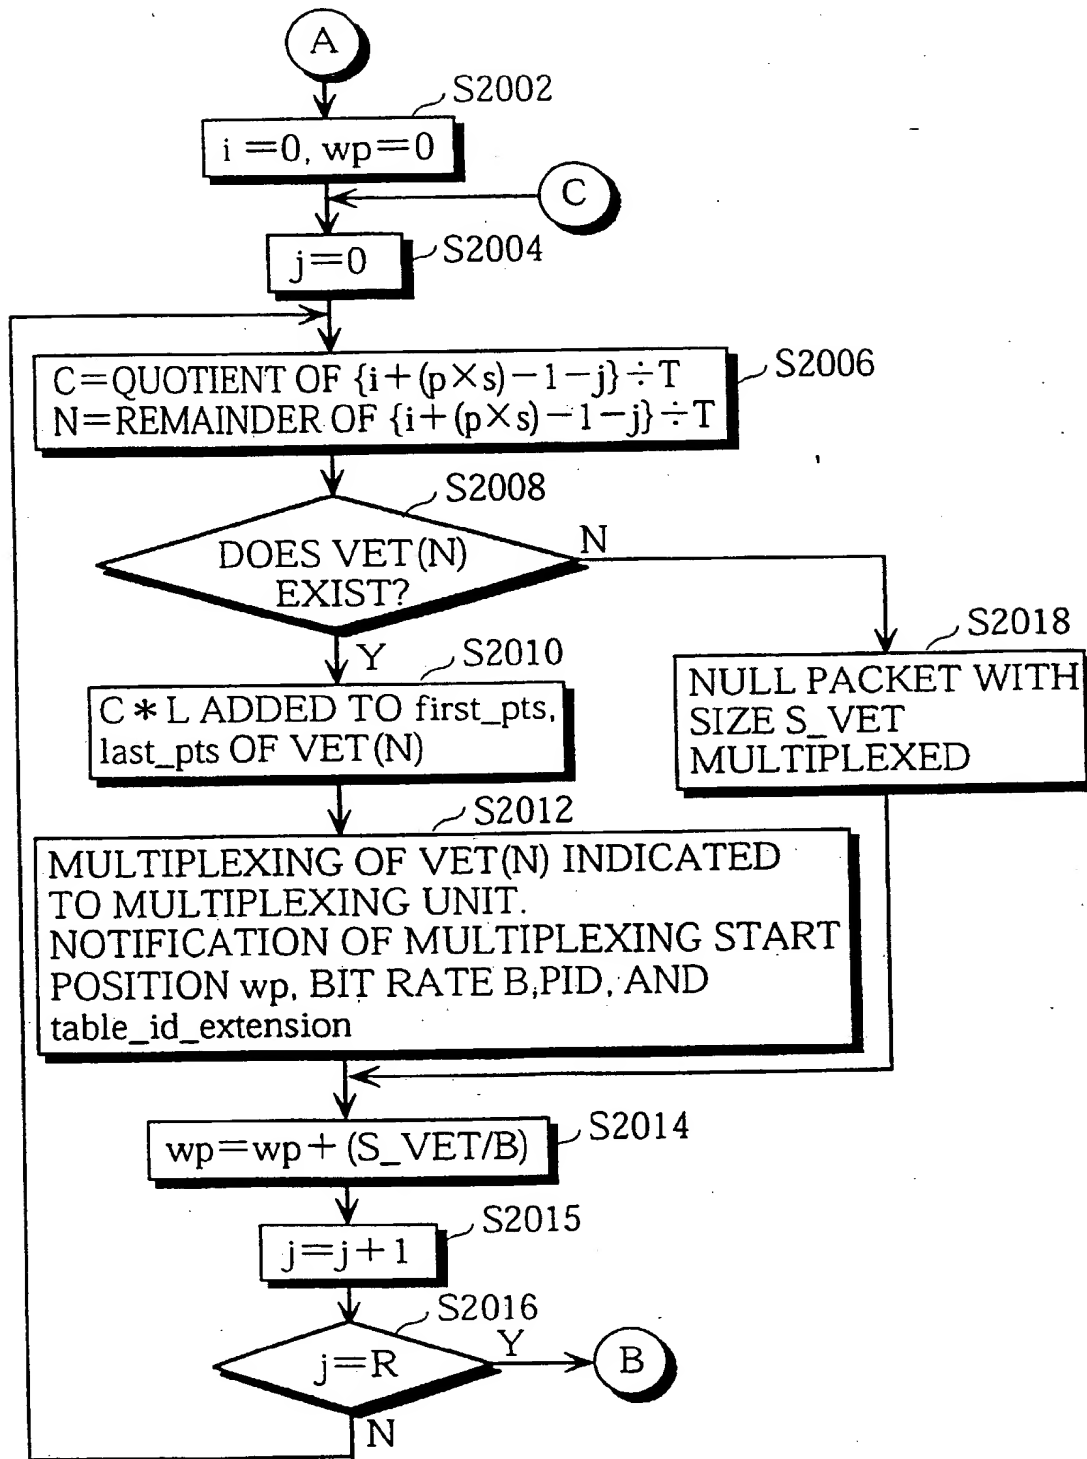 A
S2002
i=0, wp=0
C
S2004
j=0
S2006
C=QUOTIENT OF {i+(p×s)−1−j}÷T
N=REMAINDER OF {i+(p×s)−1−j}÷T
S2008
DOES VET(N)
EXIST?
N
Y
S2010
C*L ADDED TO first_pts,
last_pts OF VET(N)
S2018
NULL PACKET WITH
SIZE S_VET
MULTIPLEXED
S2012
MULTIPLEXING OF VET(N) INDICATED
TO MULTIPLEXING UNIT.
NOTIFICATION OF MULTIPLEXING START
POSITION wp, BIT RATE B,PID, AND
table_id_extension
S2014
wp=wp+(S_VET/B)
S2015
j=j+1
S2016
j=R
Y
B
N